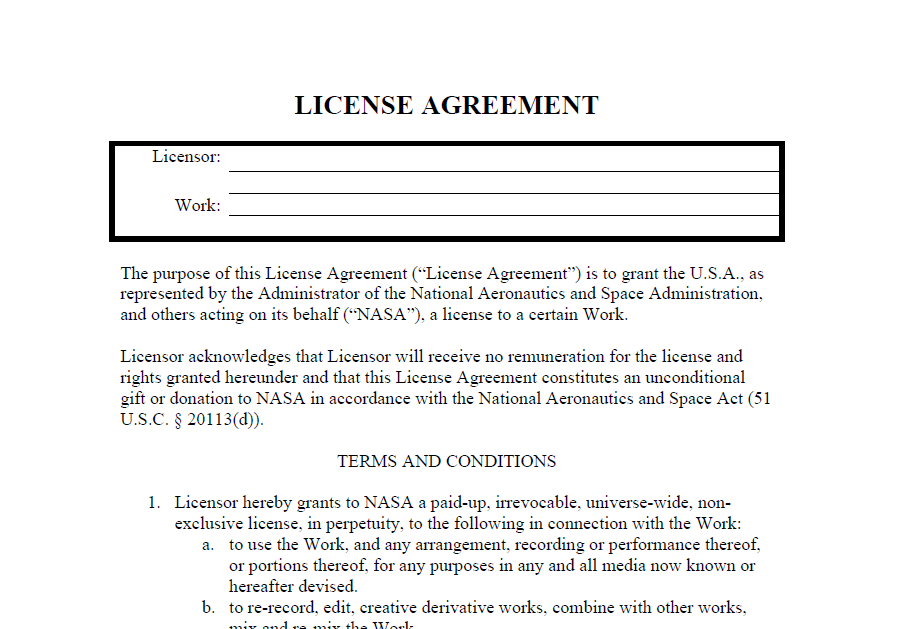 LICENSE AGREEMENT
Licensor:
Work:
The purpose of this License Agreement (“License Agreement”) is to grant the U.S.A., as
represented by the Administrator of the National Aeronautics and Space Administration,
and others acting on its behalf (“NASA”), a license to a certain Work.
Licensor acknowledges that Licensor will receive no remuneration for the license and
rights granted hereunder and that this License Agreement constitutes an unconditional
gift or donation to NASA in accordance with the National Aeronautics and Space Act (51
U.S.C. § 20113(d)).
TERMS AND CONDITIONS
1. Licensor hereby grants to NASA a paid-up, irrevocable, universe-wide, non-
exclusive license, in perpetuity, to the following in connection with the Work:
a. to use the Work, and any arrangement, recording or performance thereof,
or portions thereof, for any purposes in any and all media now known or
hereafter devised.
b. to re-record, edit, creative derivative works, combine with other works,
mix and re-mix the Work